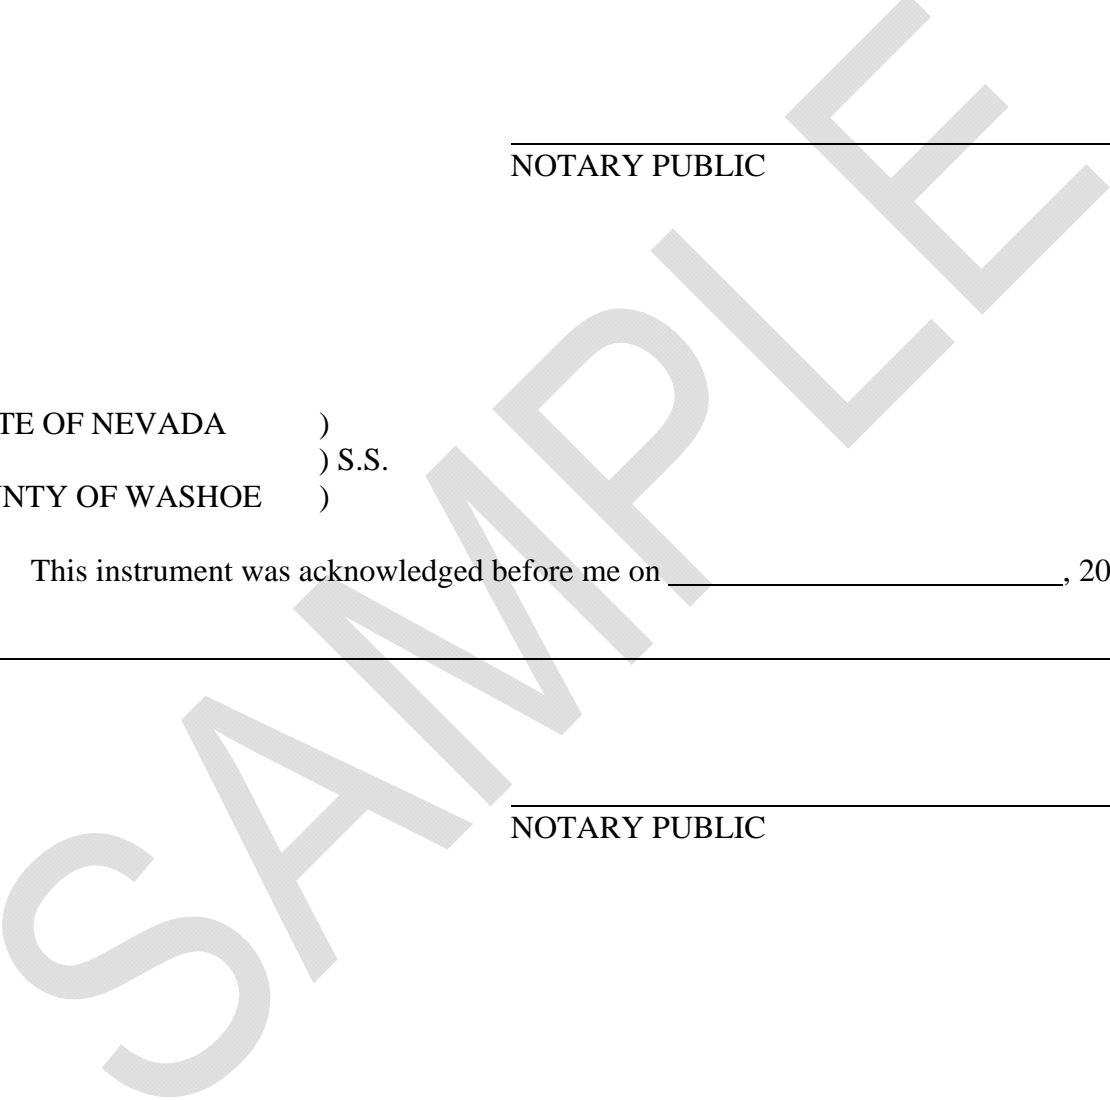 NOTARY PUBLIC
TE OF NEVADA )
) S.S.
NTY OF WASHOE )
This instrument was acknowledged before me on ____________________, 20
NOTARY PUBLIC
SAMPLE